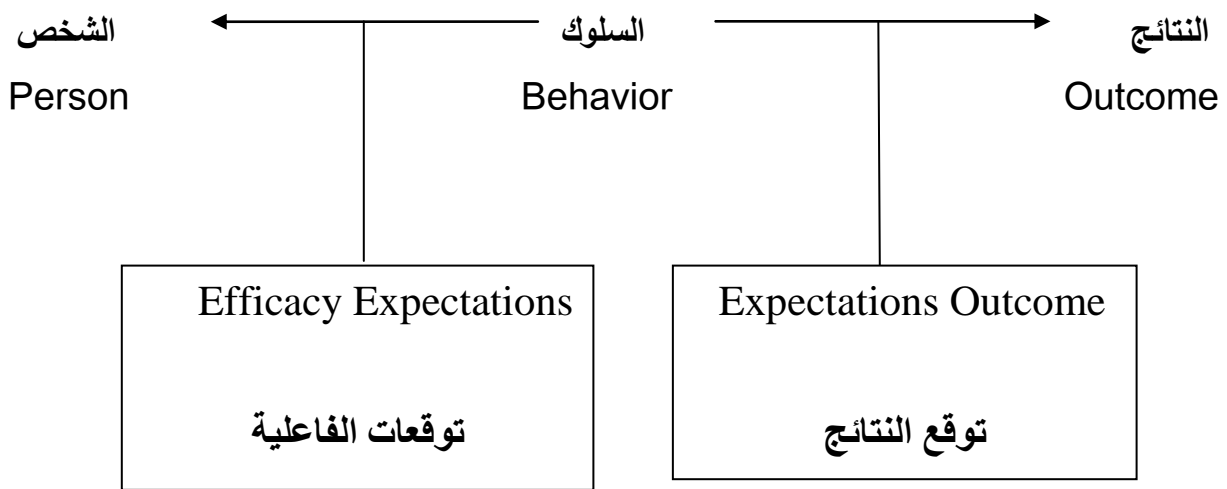 الشخص
Person
السلوك
Behavior
النتائج
Outcome
Efficacy Expectations
توقعات الفاعلية
Expectations Outcome
توقع النتائج